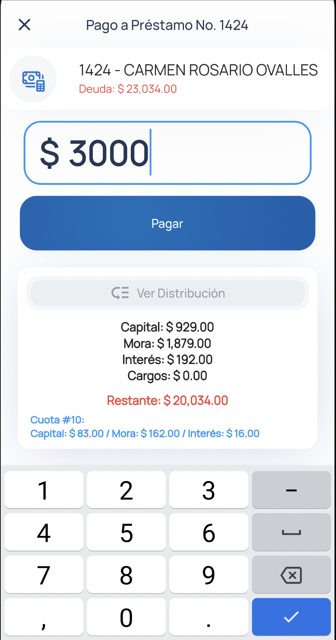 Pago a Préstamo No. 1424
1424 - CARMEN ROSARIO OVALLES
Deuda: $ 23,034.00
$ 3000
Pagar
Ver Distribución
Capital: $ 929.00
Mora: $ 1,879.00
Interés: $ 192.00
Cargos: $ 0.00
Restante: $ 20,034.00
Cuota #10:
Capital: $ 83.00 / Mora: $ 162.00 / Interés: $ 16.00
1 2 3 -
4 5 6
7 8 9
, 0 .